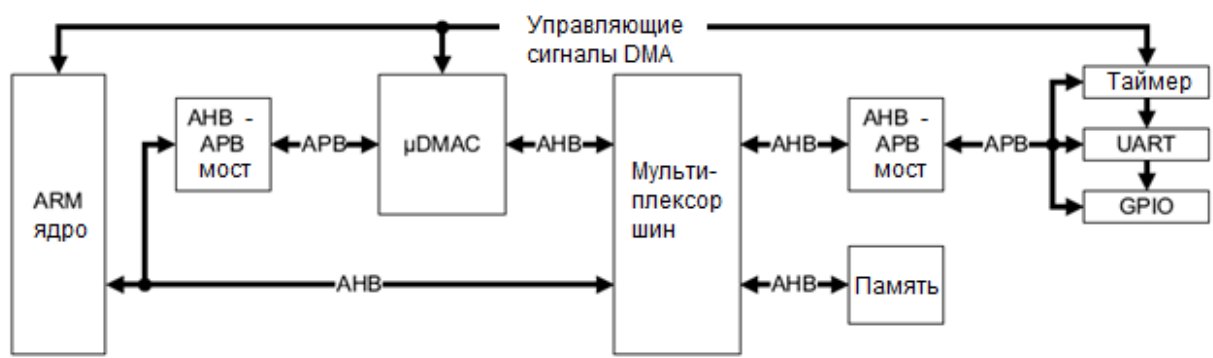 Управляющие
сигналы DMA
ARM
ядро
AHB -
APB
мост
APB
µDMAC
AHB
Мульти-
плексор
шин
AHB
AHB -
APB
мост
APB
Таймер
UART
GPIO
AHB
AHB
Память